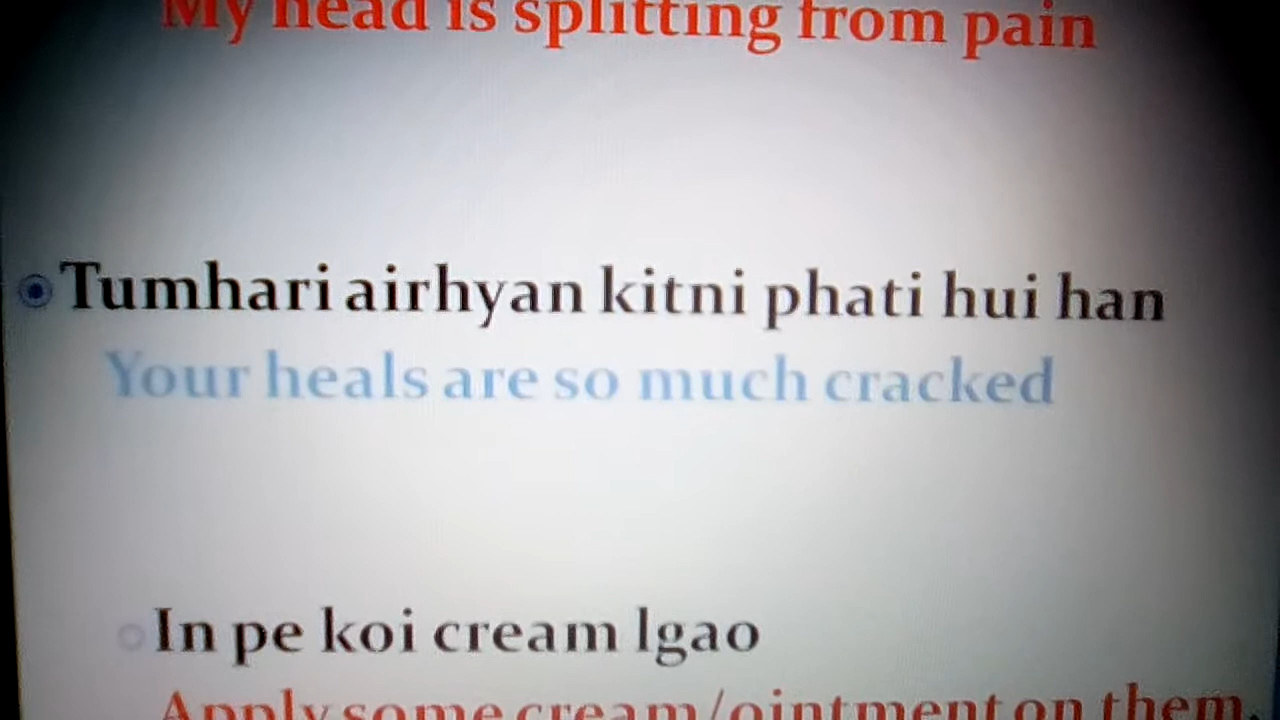 My head is splitting from pain
Tumhari airhyan kitni phati hui han
Your heals are so much cracked
In pe koi cream lgao
Apply some cream/ointment on them.